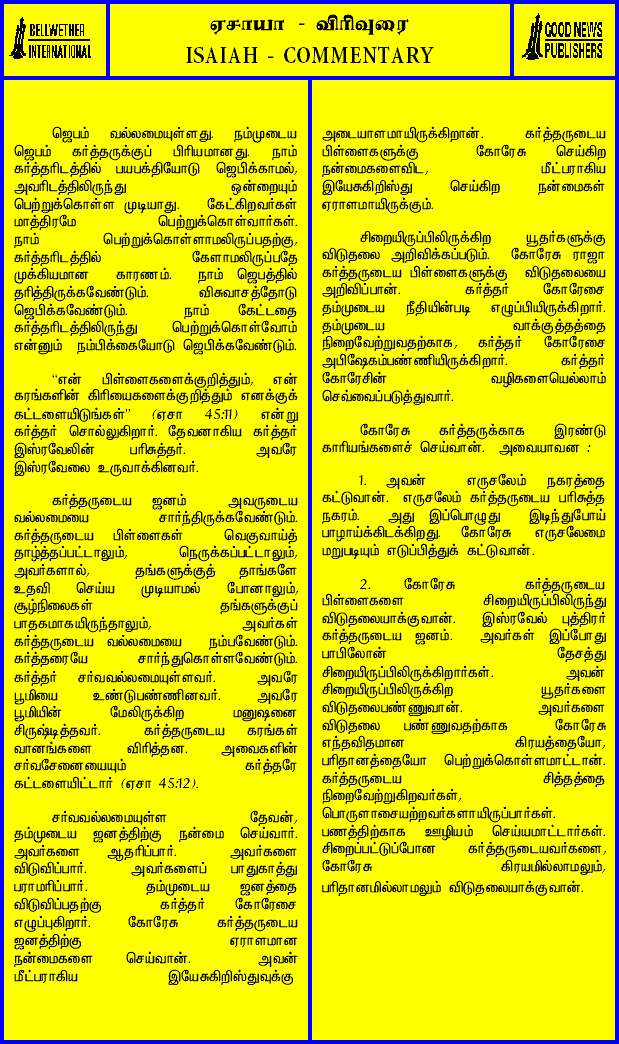 BELLWETHER
INTERNATIONAL
ஏசாயா - விரிவுரை
ISAIAH - COMMENTARY
GOOD NEWS
PUBLISHERS
ஜெபம் வல்லமையுள்ளது. நம்முடைய
ஜெபம் கர்த்தருக்குப் பிரியமானது. நாம்
கர்த்தரிடத்தில் பயபக்தியோடு ஜெபிக்காமல்,
அவரிடத்திலிருந்து ஒன்றையும்
பெற்றுக்கொள்ள முடியாது. கேட்கிறவர்கள்
மாத்திரமே பெற்றுக்கொள்வார்கள்.
நாம் பெற்றுக்கொள்ளாமலிருப்பதற்கு,
கர்த்தரிடத்தில் கேளாமலிருப்பதே
முக்கியமான காரணம். நாம் ஜெபத்தில்
தரித்திருக்கவேண்டும். விசுவாசத்தோடு
ஜெபிக்கவேண்டும். நாம் கேட்டதை
கர்த்தரிடத்திலிருந்து பெற்றுக்கொள்வோம்
என்னும் நம்பிக்கையோடு ஜெபிக்கவேண்டும்.
“என் பிள்ளைகளைக்குறித்தும், என்
கரங்களின் கிரியைகளைக்குறித்தும் எனக்குக்
கட்டளையிடுங்கள்” (ஏசா 45:11) என்று
கர்த்தர் சொல்லுகிறார். தேவனாகிய கர்த்தர்
இஸ்ரவேலின் பரிசுத்தர். அவரே
இஸ்ரவேலை உருவாக்கினவர்.
கர்த்தருடைய ஜனம் அவருடைய
வல்லமையை சார்ந்திருக்கவேண்டும்.
கர்த்தருடைய பிள்ளைகள் வெகுவாய்த்
தாழ்த்தப்பட்டாலும், நெருக்கப்பட்டாலும்,
அவர்களால், தங்களுக்குத் தாங்களே
உதவி செய்ய முடியாமல் போனாலும்,
சூழ்நிலைகள் தங்களுக்குப்
பாதகமாகயிருந்தாலும், அவர்கள்
கர்த்தருடைய வல்லமையை நம்பவேண்டும்.
கர்த்தரையே சார்ந்துகொள்ளவேண்டும்.
கர்த்தர் சர்வவல்லமையுள்ளவர். அவரே
பூமியை உண்டுபண்ணினவர். அவரே
பூமியின் மேலிருக்கிற மனுஷனை
சிருஷ்டித்தவர். கர்த்தருடைய கரங்கள்
வானங்களை விரித்தன. அவைகளின்
சர்வசேனையையும் கர்த்தரே
கட்டளையிட்டார் (ஏசா 45:12).
சர்வவல்லமையுள்ள தேவன்,
தம்முடைய ஜனத்திற்கு நன்மை செய்வார்.
அவர்களை ஆதரிப்பார். அவர்களை
விடுவிப்பார். அவர்களைப் பாதுகாத்து
பராமரிப்பார். தம்முடைய ஜனத்தை
விடுவிப்பதற்கு கர்த்தர் கோரேசை
எழுப்புகிறார். கோரேசு கர்த்தருடைய
ஜனத்திற்கு ஏராளமான
நன்மைகளை செய்வான். அவன்
மீட்பராகிய இயேசுகிறிஸ்துவுக்கு
அடையாளமாயிருக்கிறான். கர்த்தருடைய
பிள்ளைகளுக்கு கோரேசு செய்கிற
நன்மைகளைவிட, மீட்பராகிய
இயேசுகிறிஸ்து செய்கிற நன்மைகள்
ஏராளமாயிருக்கும்.
சிறையிருப்பிலிருக்கிற யூதர்களுக்கு
விடுதலை அறிவிக்கப்படும். கோரேசு ராஜா
கர்த்தருடைய பிள்ளைகளுக்கு விடுதலையை
அறிவிப்பான். கர்த்தர் கோரேசை
தம்முடைய நீதியின்படி எழுப்பியிருக்கிறார்.
தம்முடைய வாக்குத்தத்தை
நிறைவேற்றுவதற்காக, கர்த்தர் கோரேசை
அபிஷேகம்பண்ணியிருக்கிறார். கர்த்தர்
கோரேசின் வழிகளையெல்லாம்
செவ்வைப்படுத்துவார்.
கோரேசு கர்த்தருக்காக இரண்டு
காரியங்களைச் செய்வான். அவையாவன :
1. அவன் எருசலேம் நகரத்தை
கட்டுவான். எருசலேம் கர்த்தருடைய பரிசுத்த
நகரம். அது இப்பொழுது இடிந்துபோய்
பாழாய்க்கிடக்கிறது. கோரேசு எருசலேமை
மறுபடியும் எடுப்பித்துக் கட்டுவான்.
2. கோரேசு கர்த்தருடைய
பிள்ளைகளை சிறையிருப்பிலிருந்து
விடுதலையாக்குவான். இஸ்ரவேல் புத்திரர்
கர்த்தருடைய ஜனம். அவர்கள் இப்போது
பாபிலோன் தேசத்து
சிறையிருப்பிலிருக்கிறார்கள். அவன்
சிறையிருப்பிலிருக்கிற யூதர்களை
விடுதலைபண்ணுவான். அவர்களை
விடுதலை பண்ணுவதற்காக கோரேசு
எந்தவிதமான கிரயத்தையோ,
பரிதானத்தையோ பெற்றுக்கொள்ளமாட்டான்.
கர்த்தருடைய சித்தத்தை
நிறைவேற்றுகிறவர்கள்,
பொருளாசையற்றவர்களாயிருப்பார்கள்.
பணத்திற்காக ஊழியம் செய்யமாட்டார்கள்.
சிறைப்பட்டுப்போன கர்த்தருடையவர்களை,
கோரேசு கிரயமில்லாமலும்,
பரிதானமில்லாமலும் விடுதலையாக்குவான்.